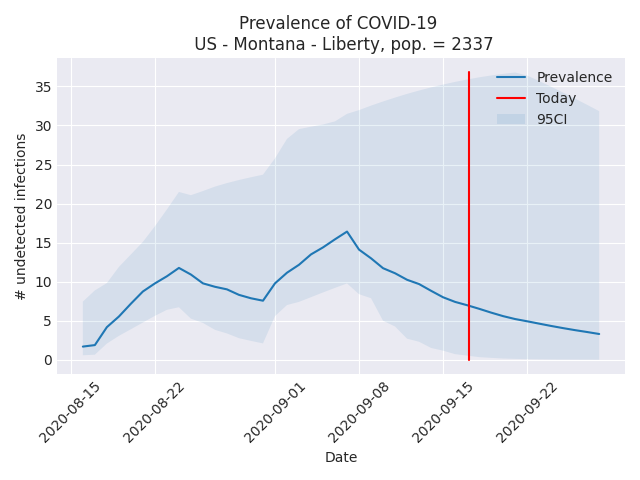 Prevalence of COVID-19
US - Montana - Liberty, pop. = 2337
# undetected infections
35
30
25
20
15
10
5
0
Prevalence
Today
95CI
2020-08-15
2020-08-22
2020-09-01
2020-09-08
2020-09-15
2020-09-22
Date